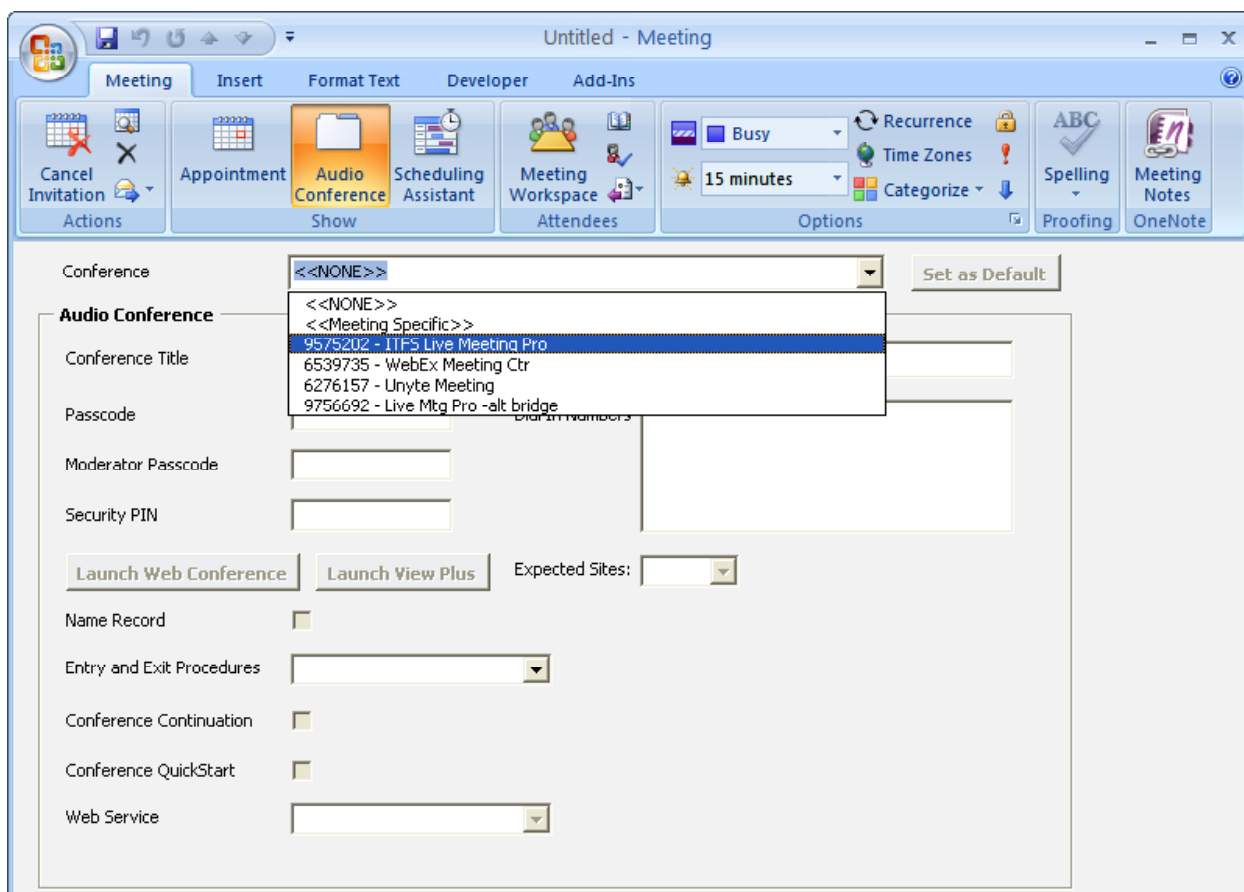 Untitled - Meeting
Meeting Insert Format Text Developer Add-Ins
Cancel Invitation
Appointment
Audio Conference
Scheduling Assistant
Meeting Workspace
Busy
15 minutes
Recurrence
Time Zones
Categorize
ABC
Spelling
Meeting Notes
Actions Show Attendees Options Proofing OneNote
Conference <<NONE>> Set as Default
<<NONE>>
<<Meeting Specific>>
9575202 - ITFS Live Meeting Pro
6539735 - WebEx Meeting Ctr
6276157 - Unyte Meeting
9756692 - Live Mtg Pro -alt bridge
Audio Conference
Conference Title
Passcode Dial-In Numbers
Moderator Passcode
Security PIN
Launch Web Conference Launch View Plus Expected Sites:
Name Record
Entry and Exit Procedures
Conference Continuation
Conference QuickStart
Web Service